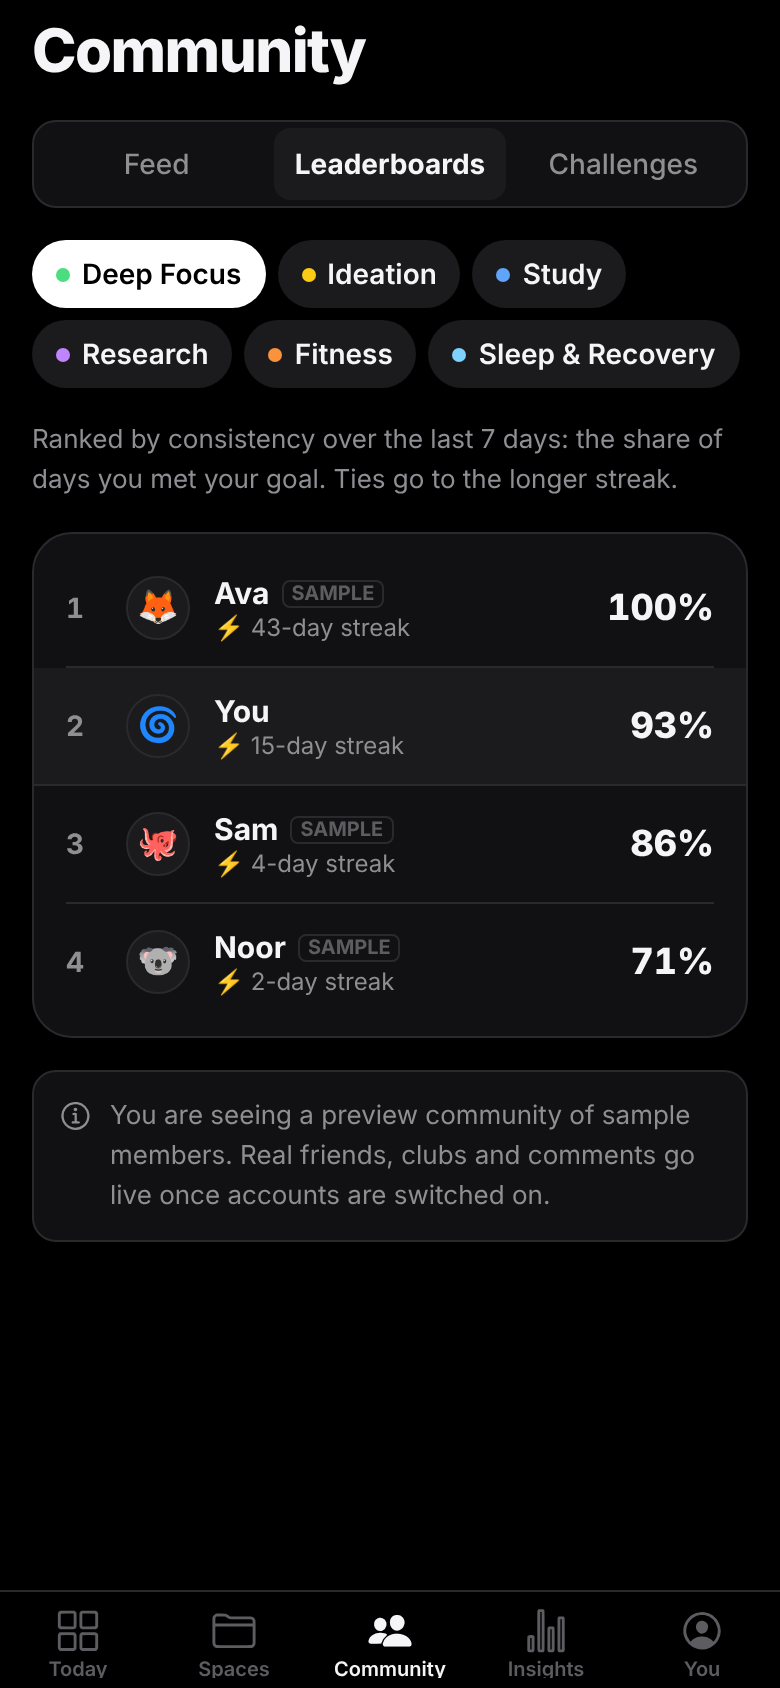 Community
Feed
Leaderboards
Challenges
Deep Focus
Ideation
Study
Research
Fitness
Sleep & Recovery
Ranked by consistency over the last 7 days: the share of
days you met your goal. Ties go to the longer streak.
1
Ava SAMPLE
⚡ 43-day streak
100%
2
You
⚡ 15-day streak
93%
3
Sam SAMPLE
⚡ 4-day streak
86%
4
Noor SAMPLE
⚡ 2-day streak
71%
You are seeing a preview community of sample
members. Real friends, clubs and comments go
live once accounts are switched on.
Today
Spaces
Community
Insights
You